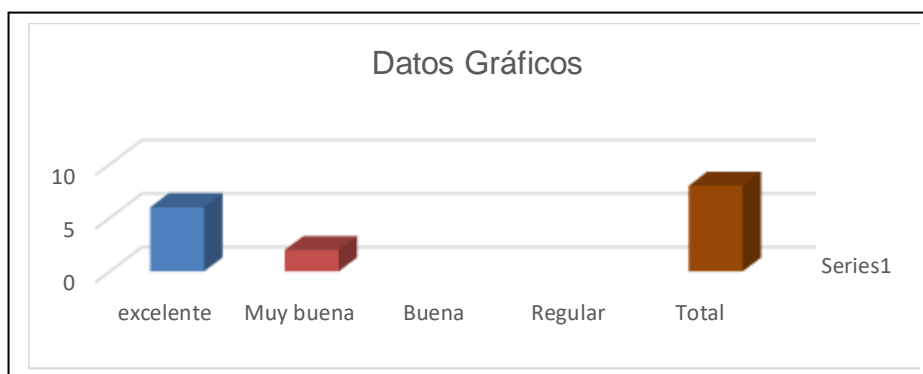 Datos Gráficos
10
5
0
Series1
excelente Muy buena Buena Regular Total